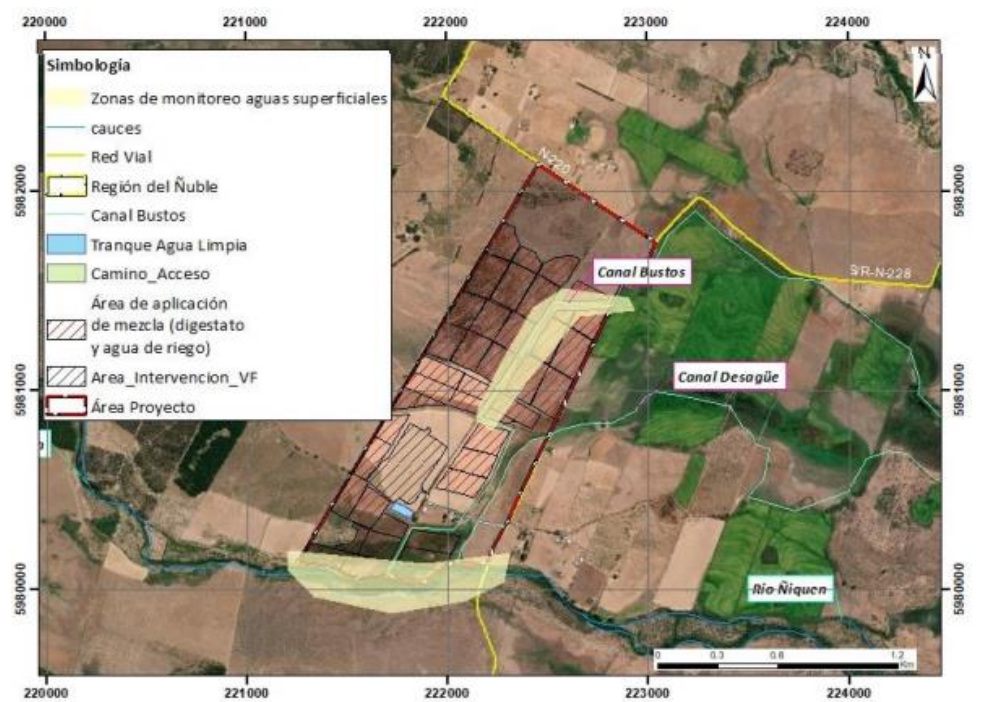 220000 221000 222000 223000 224000
N
Simbología
Zonas de monitoreo aguas superficiales
cauces
Red Vial
Región del Ñuble
Canal Bustos
Tranque Agua Limpia
Camino_Acceso
Área de aplicación
de mezcla (digestato
y agua de riego)
Area_Intervencion_VF
Área Proyecto
N-220
5982000
5982000
Canal Bustos
S/R-N-228
Canal Desagüe
5981000
5981000
Río Ñiquen
5980000
5980000
0 0.3 0.6 1.2
Km
220000 221000 222000 223000 224000